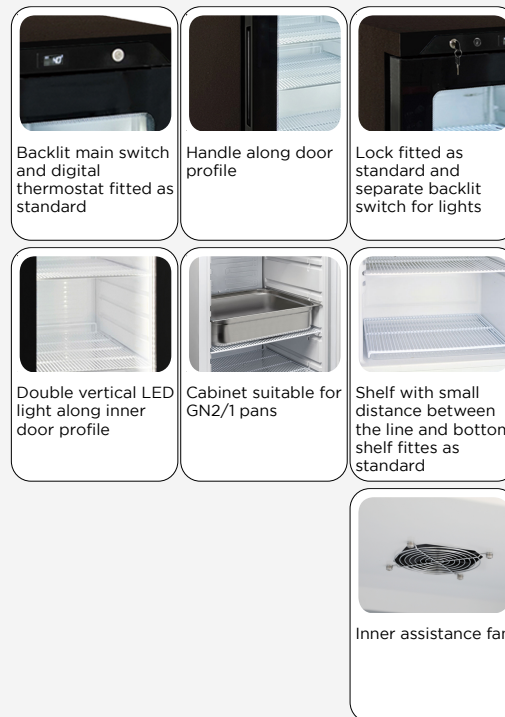 Backlit main switch
and digital
thermostat fitted as
standard
Handle along door
profile
Lock fitted as
standard and
separate backlit
switch for lights
Double vertical LED
light along inner
door profile
Cabinet suitable for
GN2/1 pans
Shelf with small
distance between
the line and bottom
shelf fittes as
standard
Inner assistance fan